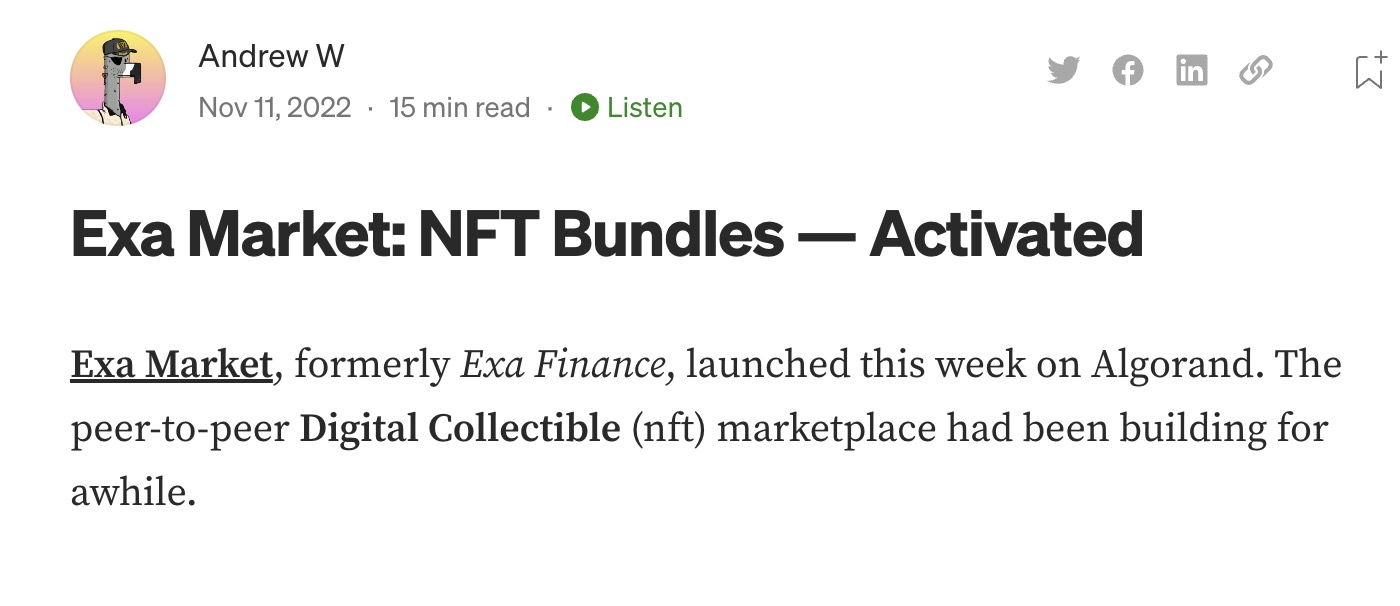 Andrew W
Nov 11, 2022 · 15 min read · Listen
Exa Market: NFT Bundles — Activated
Exa Market, formerly Exa Finance, launched this week on Algorand. The
peer-to-peer Digital Collectible (nft) marketplace had been building for
awhile.